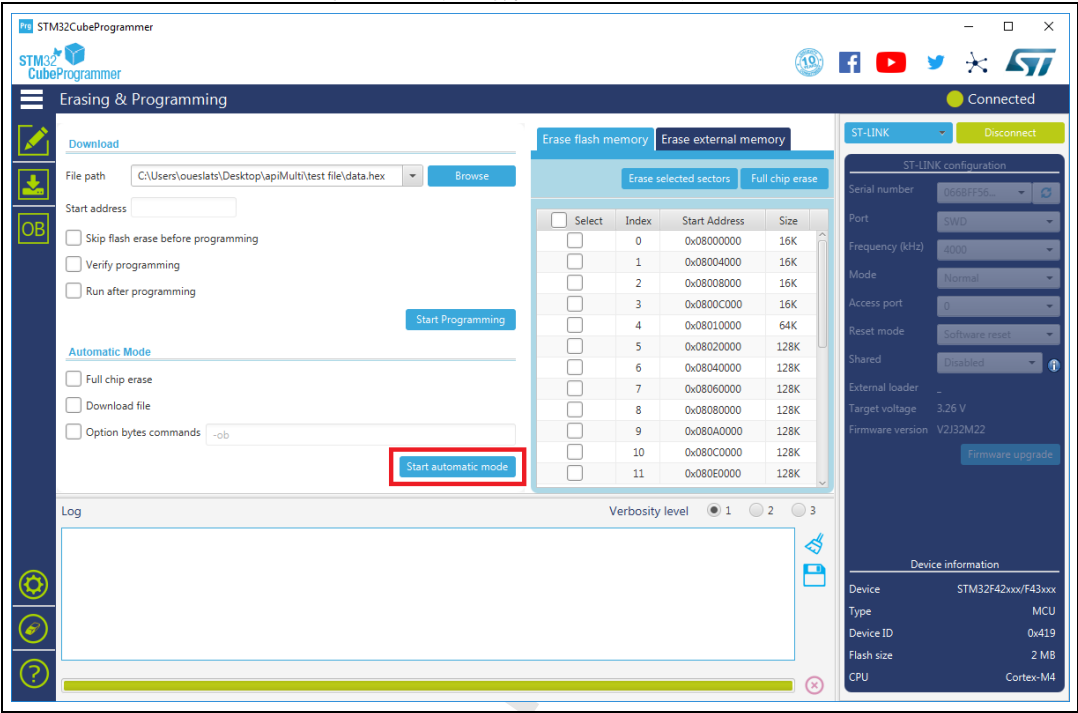 Prg STM32CubeProgrammer
STM32
CubeProgrammer
10
Erasing & Programming
Connected
Download
File path C:\Users\oueslats\Desktop\apiMulti\test file\data.hex Browse
Start address
Skip flash erase before programming
Verify programming
Run after programming
Start Programming
Automatic Mode
Full chip erase
Download file
Option bytes commands -ob
Start automatic mode
OB
Erase flash memory Erase external memory
Erase selected sectors Full chip erase
Select Index Start Address Size
0 0x08000000 16K
1 0x08004000 16K
2 0x08008000 16K
3 0x0800C000 16K
4 0x08010000 64K
5 0x08020000 128K
6 0x08040000 128K
7 0x08060000 128K
8 0x08080000 128K
9 0x080A0000 128K
10 0x080C0000 128K
11 0x080E0000 128K
ST-LINK Disconnect
ST-LINK configuration
Serial number 066BFF56...
Port SWD
Frequency (kHz) 4000
Mode Normal
Access port 0
Reset mode Software reset
Shared Disabled
External loader _
Target voltage 3.26 V
Firmware version V2J32M22
Firmware upgrade
Log Verbosity level 1 2 3
Device information
Device STM32F42xxx/F43xxx
Type MCU
Device ID 0x419
Flash size 2 MB
CPU Cortex-M4